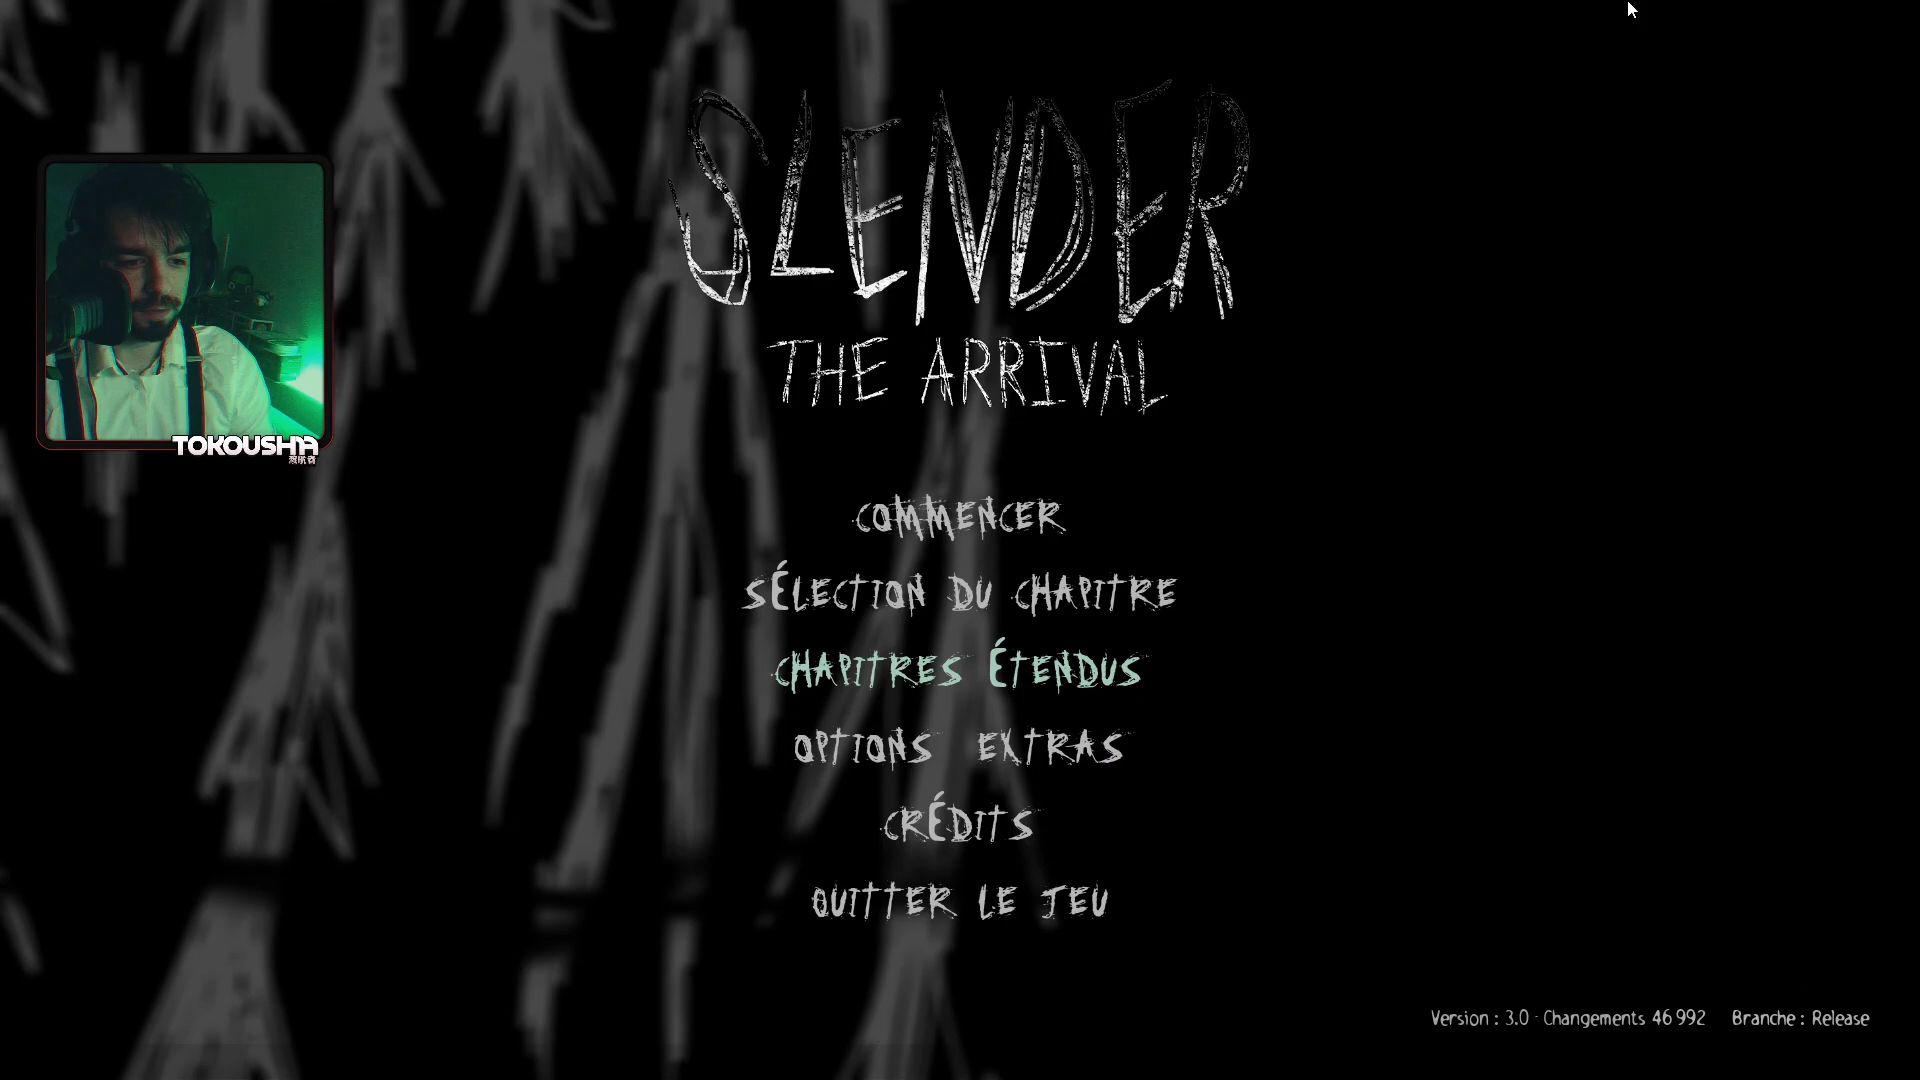 SLENDER
THE ARRIVAL
TOKOUSHA
COMMENCER
SÉLECTION DU CHAPITRE
CHAPITRES ÉTENDUS
OPTIONS EXTRAS
CRÉDITS
QUITTER LE JEU
Version : 3.0 - Changements 46 992 Branche : Release